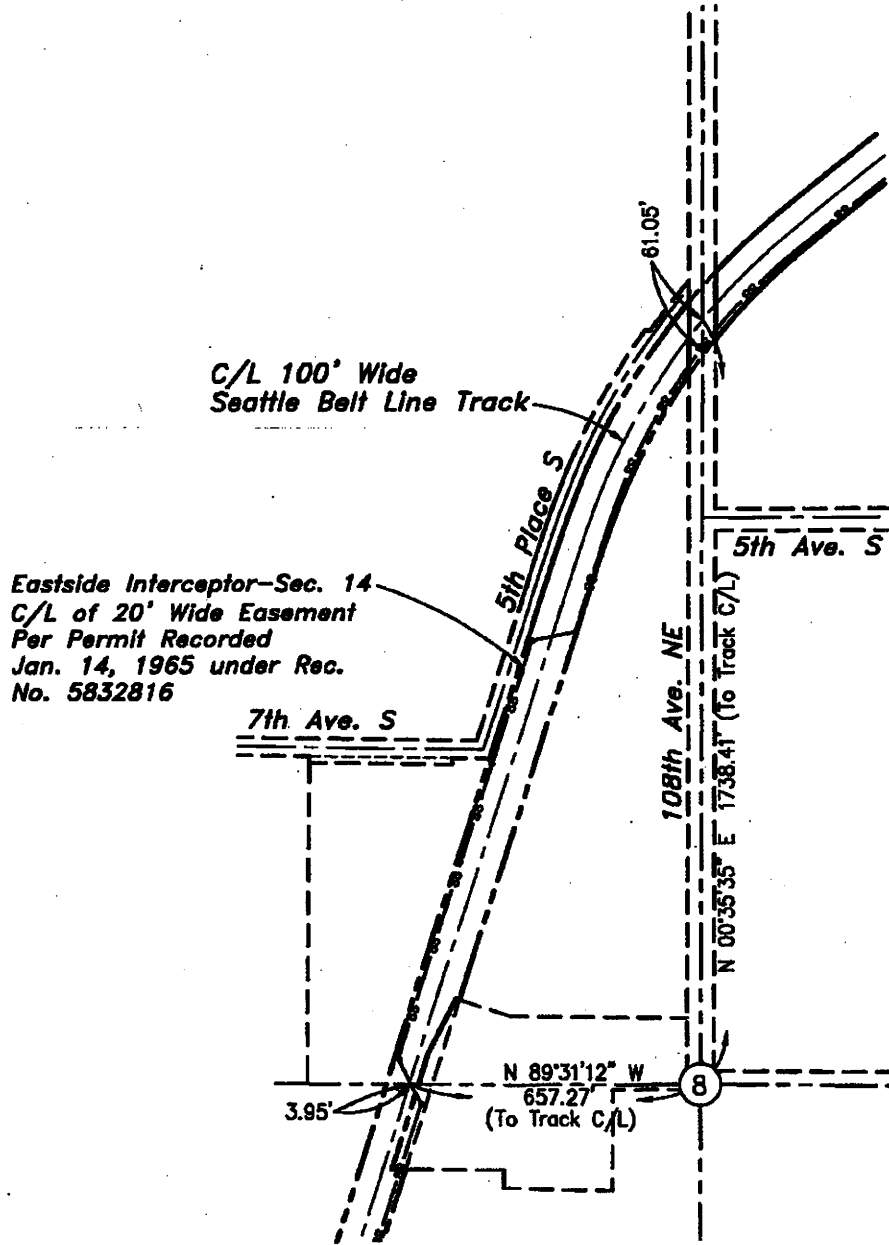 61.05'
C/L 100' Wide
Seattle Belt Line Track
5th Place S
5th Ave. S
Eastside Interceptor-Sec. 14
C/L of 20' Wide Easement
Per Permit Recorded
Jan. 14, 1965 under Rec.
No. 5832816
7th Ave. S
108th Ave. NE
N 00°35'35" E 1738.41' (To Track C/L)
N 89°31'12" W
657.27'
(To Track C/L)
8
3.95'